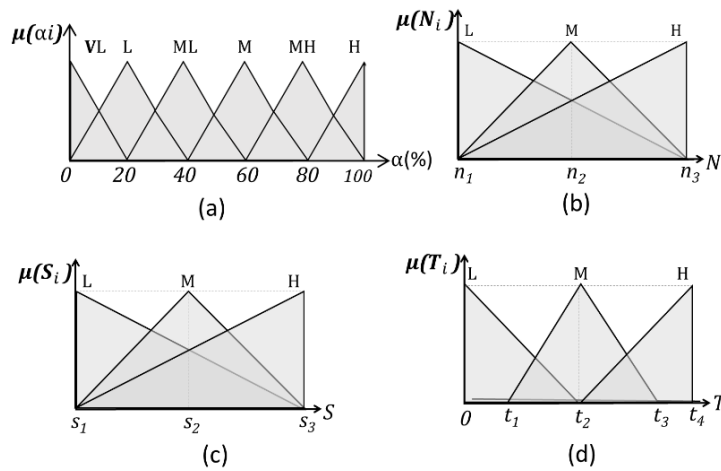 μ(αi) VL L ML M MH H
0 20 40 60 80 100 α(%)
(a)
μ(Nᵢ) L M H
n₁ n₂ n₃ N
(b)
μ(Sᵢ) L M H
s₁ s₂ s₃ S
(c)
μ(Tᵢ) L M H
0 t₁ t₂ t₃ t₄ T
(d)